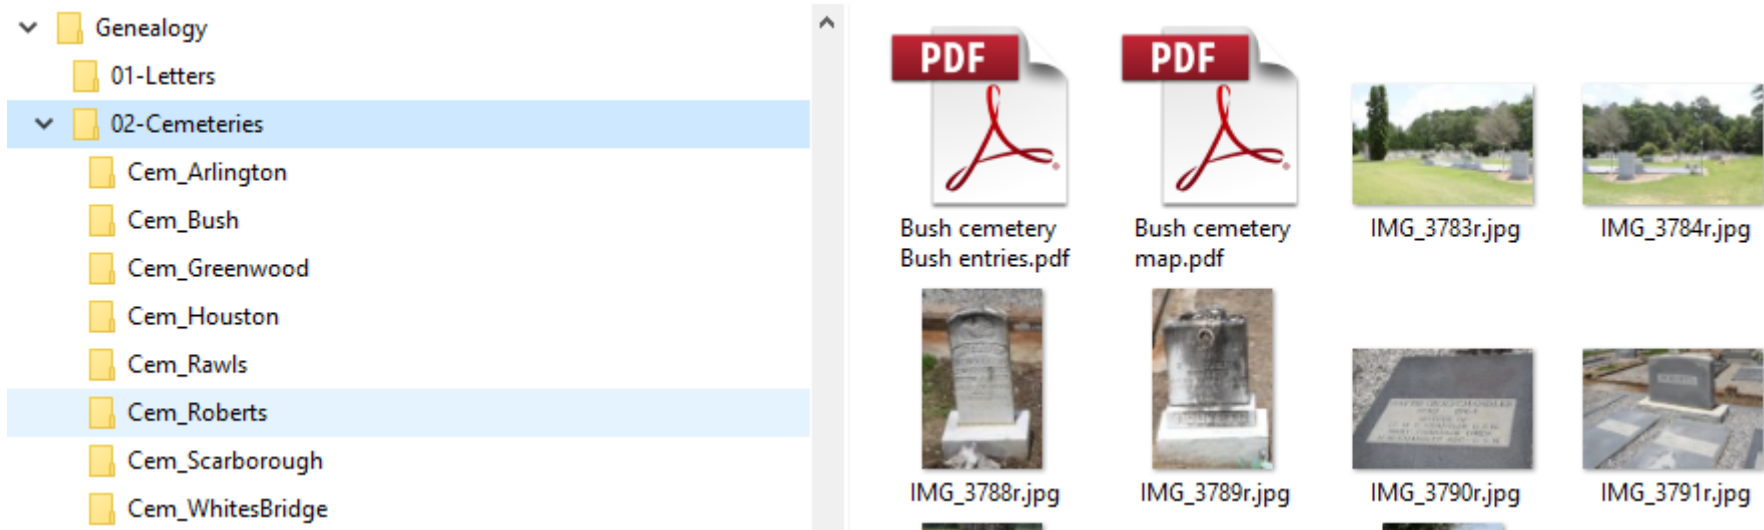 Genealogy
01-Letters
02-Cemeteries
Cem_Arlington
Cem_Bush
Cem_Greenwood
Cem_Houston
Cem_Rawls
Cem_Roberts
Cem_Scarborough
Cem_WhitesBridge
PDF
Bush cemetery
Bush entries.pdf
PDF
Bush cemetery
map.pdf
IMG_3783r.jpg
IMG_3784r.jpg
IMG_3788r.jpg
IMG_3789r.jpg
IMG_3790r.jpg
IMG_3791r.jpg